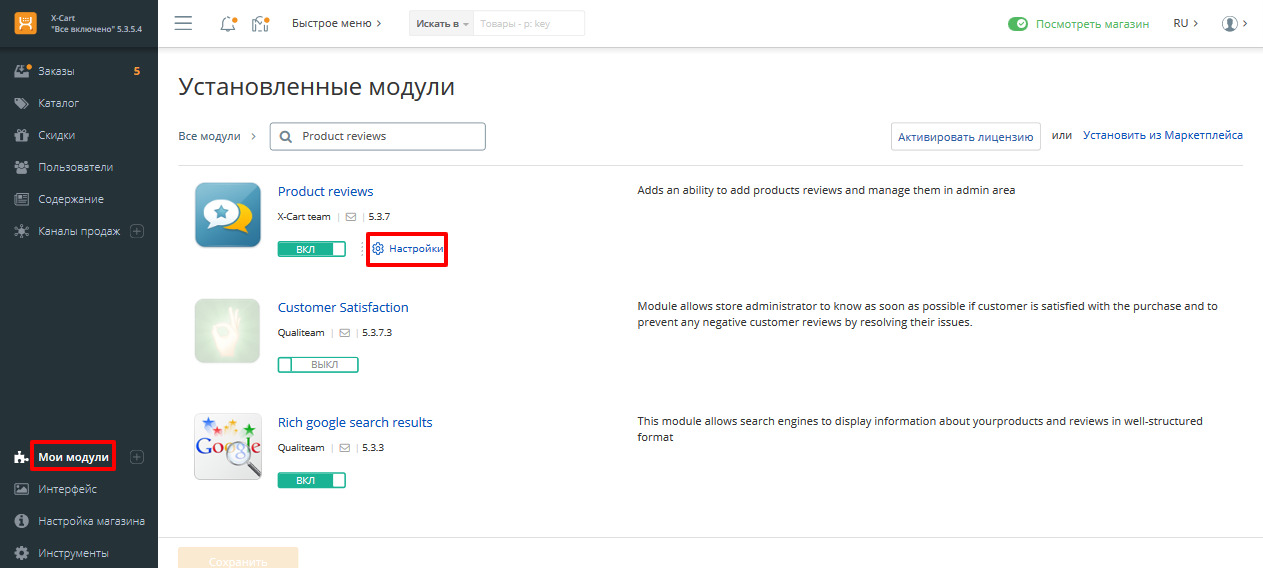 X-Cart
"Все включено" 5.3.5.4
Быстрое меню
Искать в
Товары - p: key
Посмотреть магазин
RU
Заказы
5
Каталог
Скидки
Пользователи
Содержание
Каналы продаж
Мои модули
Интерфейс
Настройка магазина
Инструменты
Установленные модули
Все модули
Product reviews
Активировать лицензию
или
Установить из Маркетплейса
Product reviews
X-Cart team
5.3.7
ВКЛ
Настройки
Adds an ability to add products reviews and manage them in admin area
Customer Satisfaction
Qualiteam
5.3.7.3
ВЫКЛ
Module allows store administrator to know as soon as possible if customer is satisfied with the purchase and to
prevent any negative customer reviews by resolving their issues.
Google
Rich google search results
Qualiteam
5.3.3
ВКЛ
This module allows search engines to display information about yourproducts and reviews in well-structured
format
Сохранить